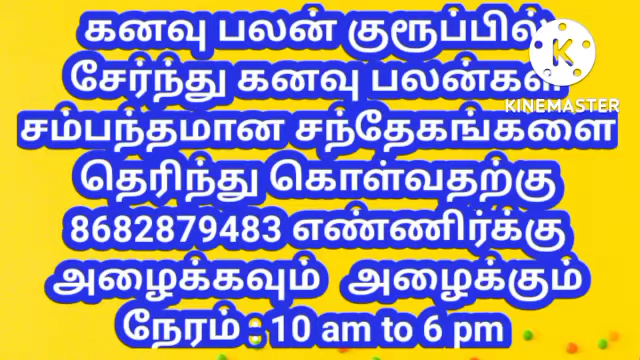 கனவு பலன் குரூப்பில்
சேர்ந்து கனவு பலன்கள்
KINEMASTER
சம்பந்தமான சந்தேகங்களை
தெரிந்து கொள்வதற்கு
8682879483 எண்ணிர்க்கு
அழைக்கவும் அழைக்கும்
நேரம் : 10 am to 6 pm